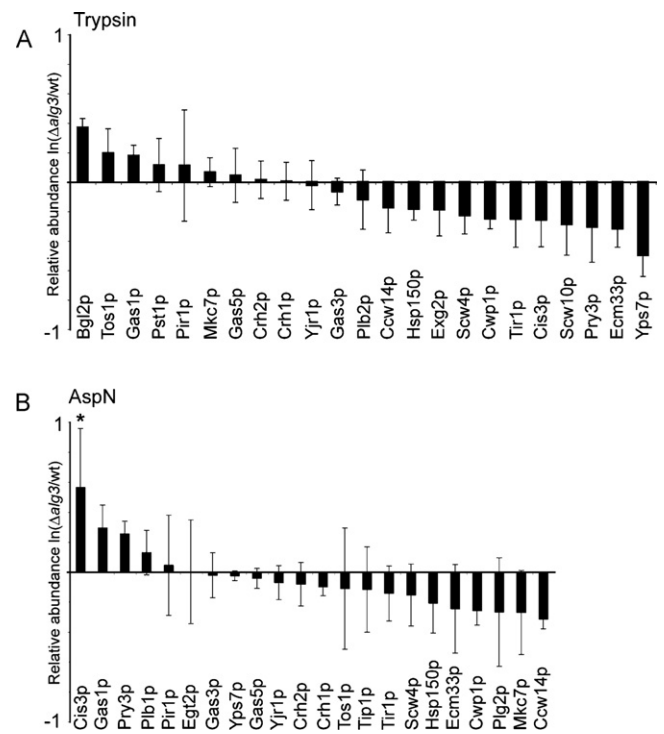 A Trypsin
1
Relative abundance ln(Δalg3/wt)
-1
Bgl2p
Tos1p
Gas1p
Pst1p
Pir1p
Mkc7p
Gas5p
Crh2p
Crh1p
Yjr1p
Gas3p
Plb2p
Ccw14p
Hsp150p
Exg2p
Scw4p
Cwp1p
Tir1p
Cis3p
Scw10p
Pry3p
Ecm33p
Yps7p
B AspN
1
*
Relative abundance ln(Δalg3/wt)
-1
Cis3p
Gas1p
Pry3p
Plb1p
Pir1p
Egt2p
Gas3p
Yps7p
Gas5p
Yjr1p
Crh2p
Crh1p
Tos1p
Tip1p
Tir1p
Scw4p
Hsp150p
Ecm33p
Cwp1p
Plg2p
Mkc7p
Ccw14p